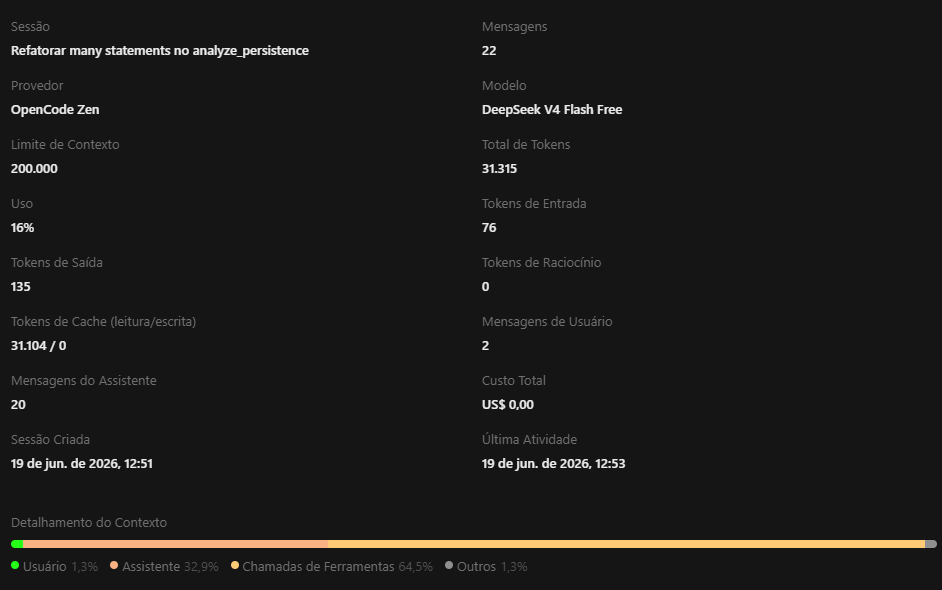 Sessão
Refatorar many statements no analyze_persistence
Mensagens
22
Provedor
OpenCode Zen
Modelo
DeepSeek V4 Flash Free
Limite de Contexto
200.000
Total de Tokens
31.315
Uso
16%
Tokens de Entrada
76
Tokens de Saída
135
Tokens de Raciocínio
0
Tokens de Cache (leitura/escrita)
31.104 / 0
Mensagens de Usuário
2
Mensagens do Assistente
20
Custo Total
US$ 0,00
Sessão Criada
19 de jun. de 2026, 12:51
Última Atividade
19 de jun. de 2026, 12:53
Detalhamento do Contexto
Usuário 1,3% Assistente 32,9% Chamadas de Ferramentas 64,5% Outros 1,3%